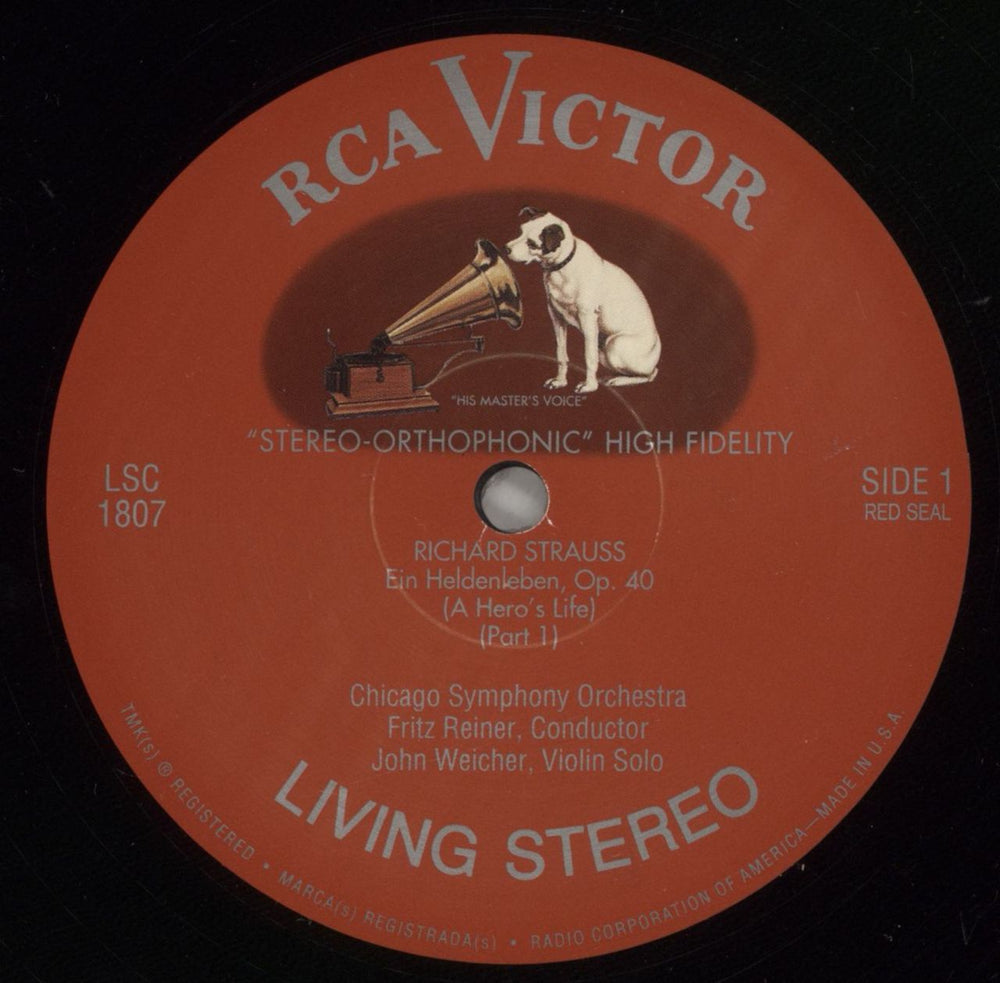 RCA VICTOR
"HIS MASTER'S VOICE"
"STEREO-ORTHOPHONIC" HIGH FIDELITY
LSC
1807
SIDE 1
RED SEAL
RICHARD STRAUSS
Ein Heldenleben, Op. 40
(A Hero's Life)
(Part 1)
Chicago Symphony Orchestra
Fritz Reiner, Conductor
John Weicher, Violin Solo
LIVING STEREO
TMK(s) ® REGISTERED • MARCA(s) REGISTRADA(s) • RADIO CORPORATION OF AMERICA—MADE IN U.S.A.